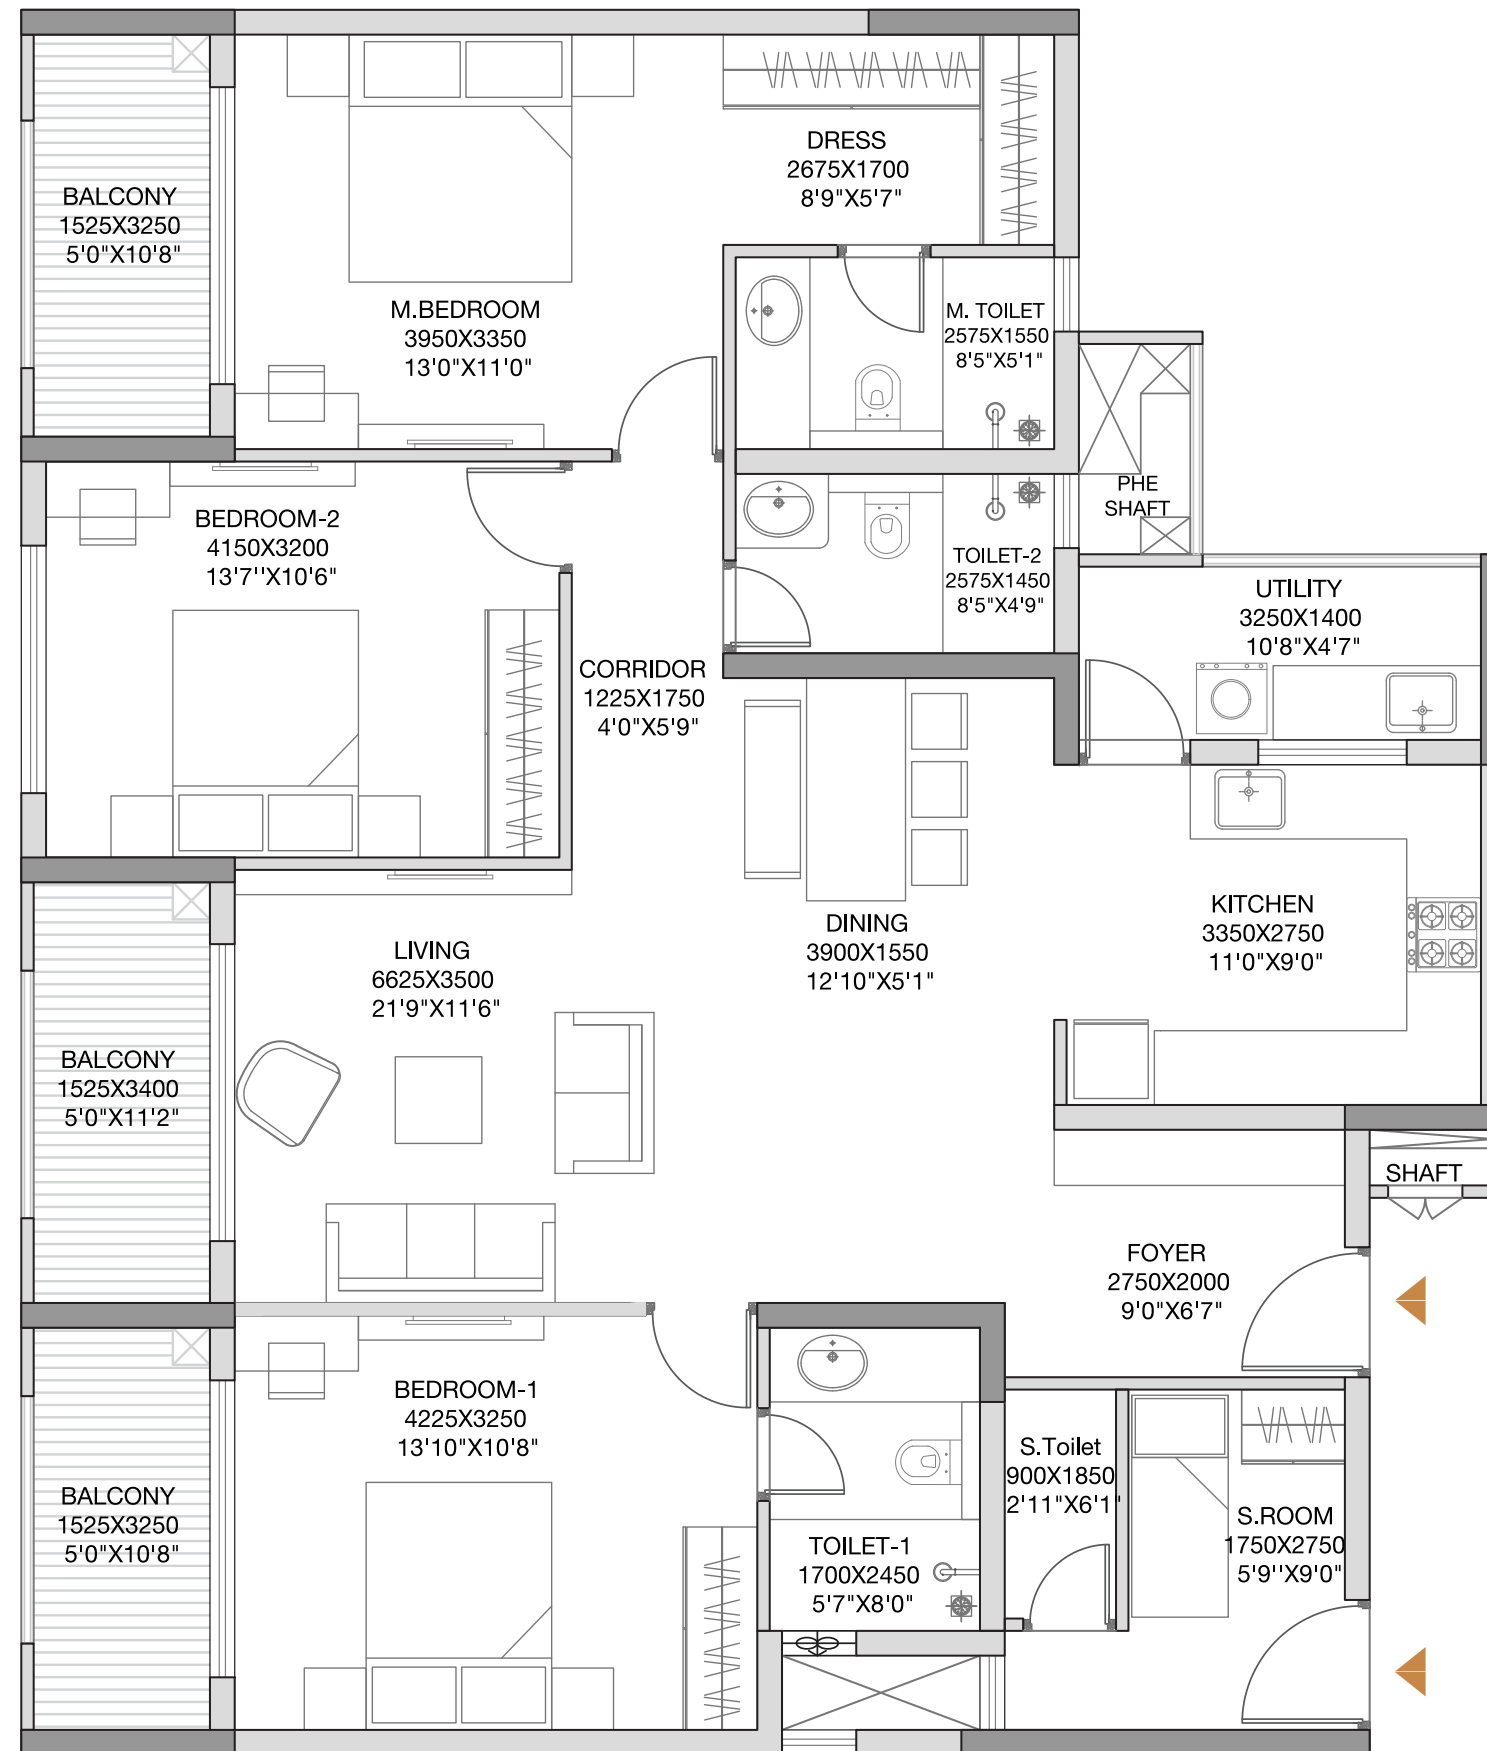 DRESS
2675X1700
8'9"X5'7"
BALCONY
1525X3250
5'0"X10'8"
M.BEDROOM
3950X3350
13'0"X11'0"
M. TOILET
2575X1550
8'5"X5'1"
PHE
SHAFT
BEDROOM-2
4150X3200
13'7''X10'6"
TOILET-2
2575X1450
8'5"X4'9"
UTILITY
3250X1400
10'8"X4'7"
CORRIDOR
1225X1750
4'0"X5'9"
DINING
3900X1550
12'10"X5'1"
KITCHEN
3350X2750
11'0"X9'0"
LIVING
6625X3500
21'9"X11'6"
BALCONY
1525X3400
5'0"X11'2"
SHAFT
FOYER
2750X2000
9'0"X6'7"
BEDROOM-1
4225X3250
13'10"X10'8"
S.Toilet
900X1850
2'11"X6'1"
BALCONY
1525X3250
5'0"X10'8"
S.ROOM
1750X2750
5'9''X9'0"
TOILET-1
1700X2450
5'7"X8'0"